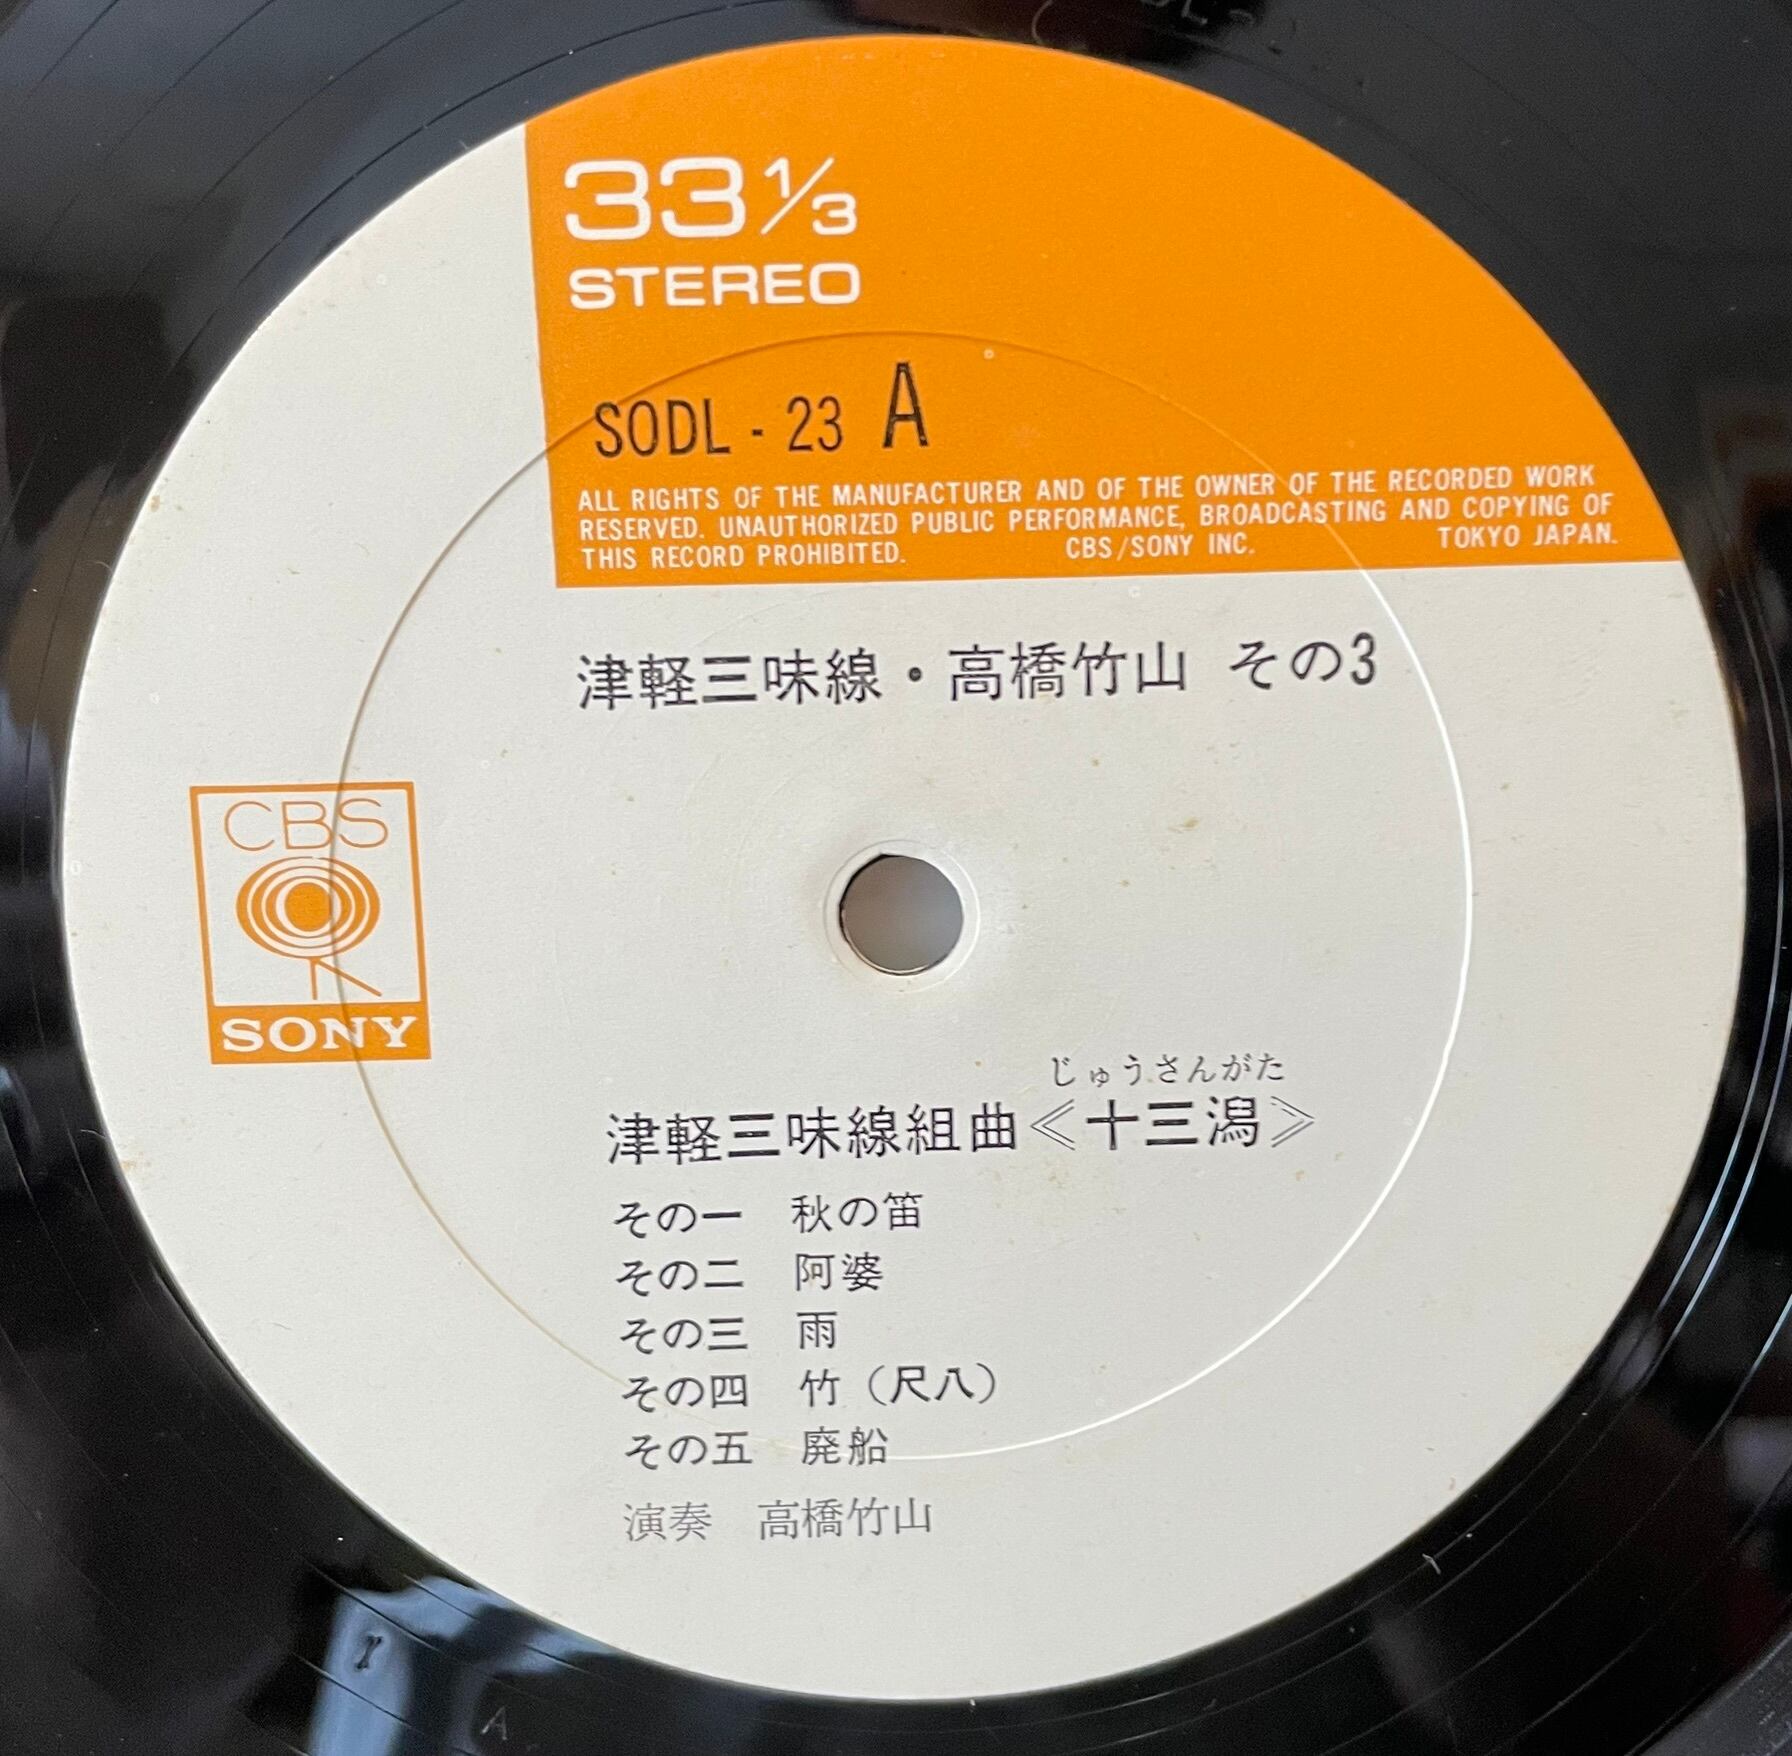 33 1/3
STEREO
SODL - 23 A
ALL RIGHTS OF THE MANUFACTURER AND OF THE OWNER OF THE RECORDED WORK
RESERVED. UNAUTHORIZED PUBLIC PERFORMANCE, BROADCASTING AND COPYING OF
THIS RECORD PROHIBITED. CBS/SONY INC. TOKYO JAPAN.
津軽三味線・高橋竹山 その3
CBS
SONY
じゅうさんがた
津軽三味線組曲≪十三潟≫
その一 秋の笛
その二 阿婆
その三 雨
その四 竹（尺八）
その五 廃船
演奏 高橋竹山
A